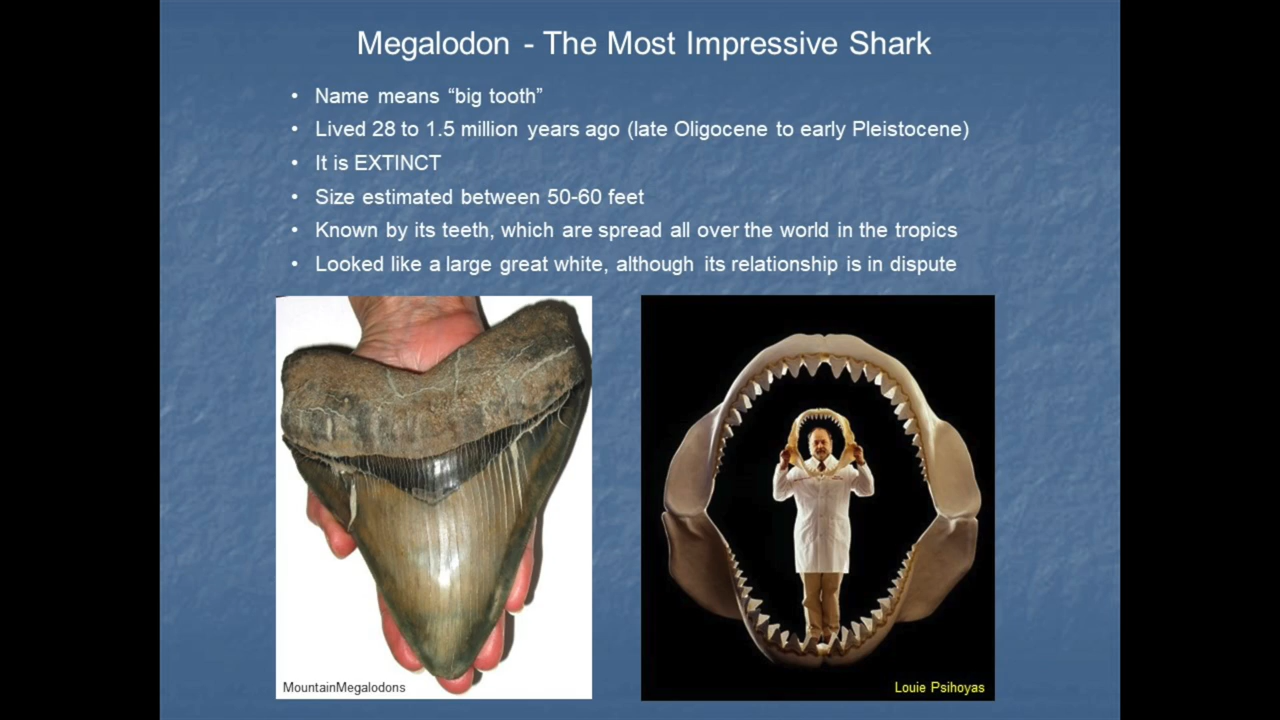 Megalodon - The Most Impressive Shark
• Name means “big tooth”
• Lived 28 to 1.5 million years ago (late Oligocene to early Pleistocene)
• It is EXTINCT
• Size estimated between 50-60 feet
• Known by its teeth, which are spread all over the world in the tropics
• Looked like a large great white, although its relationship is in dispute
MountainMegalodons
Louie Psihoyas